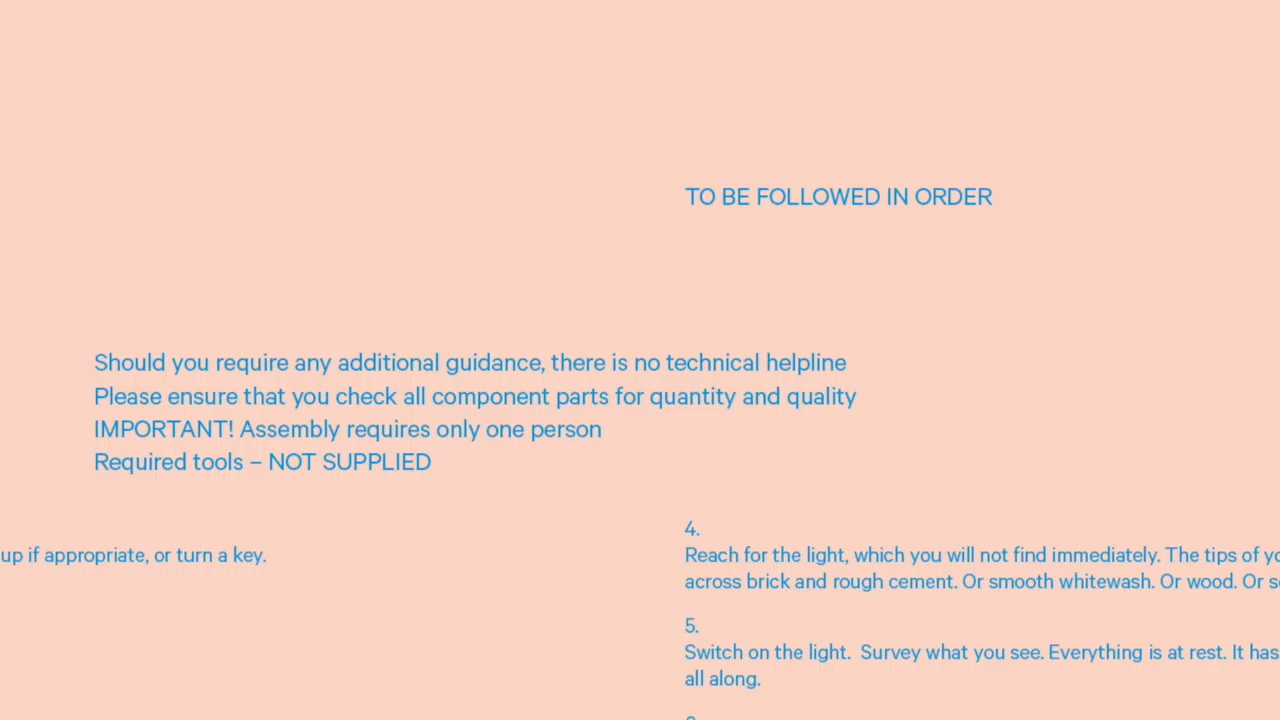 TO BE FOLLOWED IN ORDER
Should you require any additional guidance, there is no technical helpline
Please ensure that you check all component parts for quantity and quality
IMPORTANT! Assembly requires only one person
Required tools – NOT SUPPLIED
up if appropriate, or turn a key.
4.
Reach for the light, which you will not find immediately. The tips of
across brick and rough cement. Or smooth whitewash. Or wood. Or
5.
Switch on the light. Survey what you see. Everything is at rest. It has
all along.